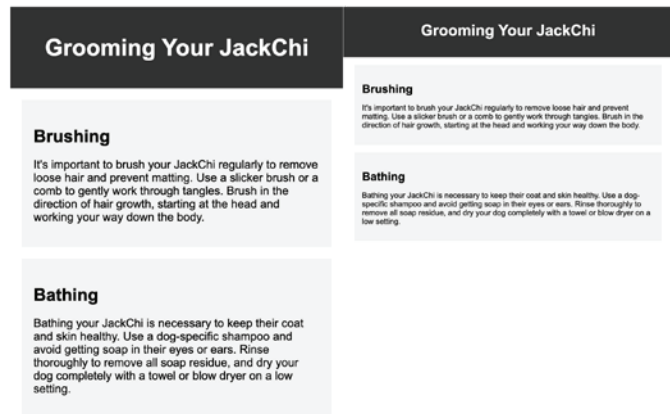 Grooming Your JackChi
Brushing
It's important to brush your JackChi regularly to remove
loose hair and prevent matting. Use a slicker brush or a
comb to gently work through tangles. Brush in the
direction of hair growth, starting at the head and
working your way down the body.
Bathing
Bathing your JackChi is necessary to keep their coat
and skin healthy. Use a dog-specific shampoo and
avoid getting soap in their eyes or ears. Rinse
thoroughly to remove all soap residue, and dry your
dog completely with a towel or blow dryer on a low
setting.
Grooming Your JackChi
Brushing
It's important to brush your JackChi regularly to remove loose hair and prevent
matting. Use a slicker brush or a comb to gently work through tangles. Brush in the
direction of hair growth, starting at the head and working your way down the body.
Bathing
Bathing your JackChi is necessary to keep their coat and skin healthy. Use a dog-
specific shampoo and avoid getting soap in their eyes or ears. Rinse thoroughly to
remove all soap residue, and dry your dog completely with a towel or blow dryer on a
low setting.